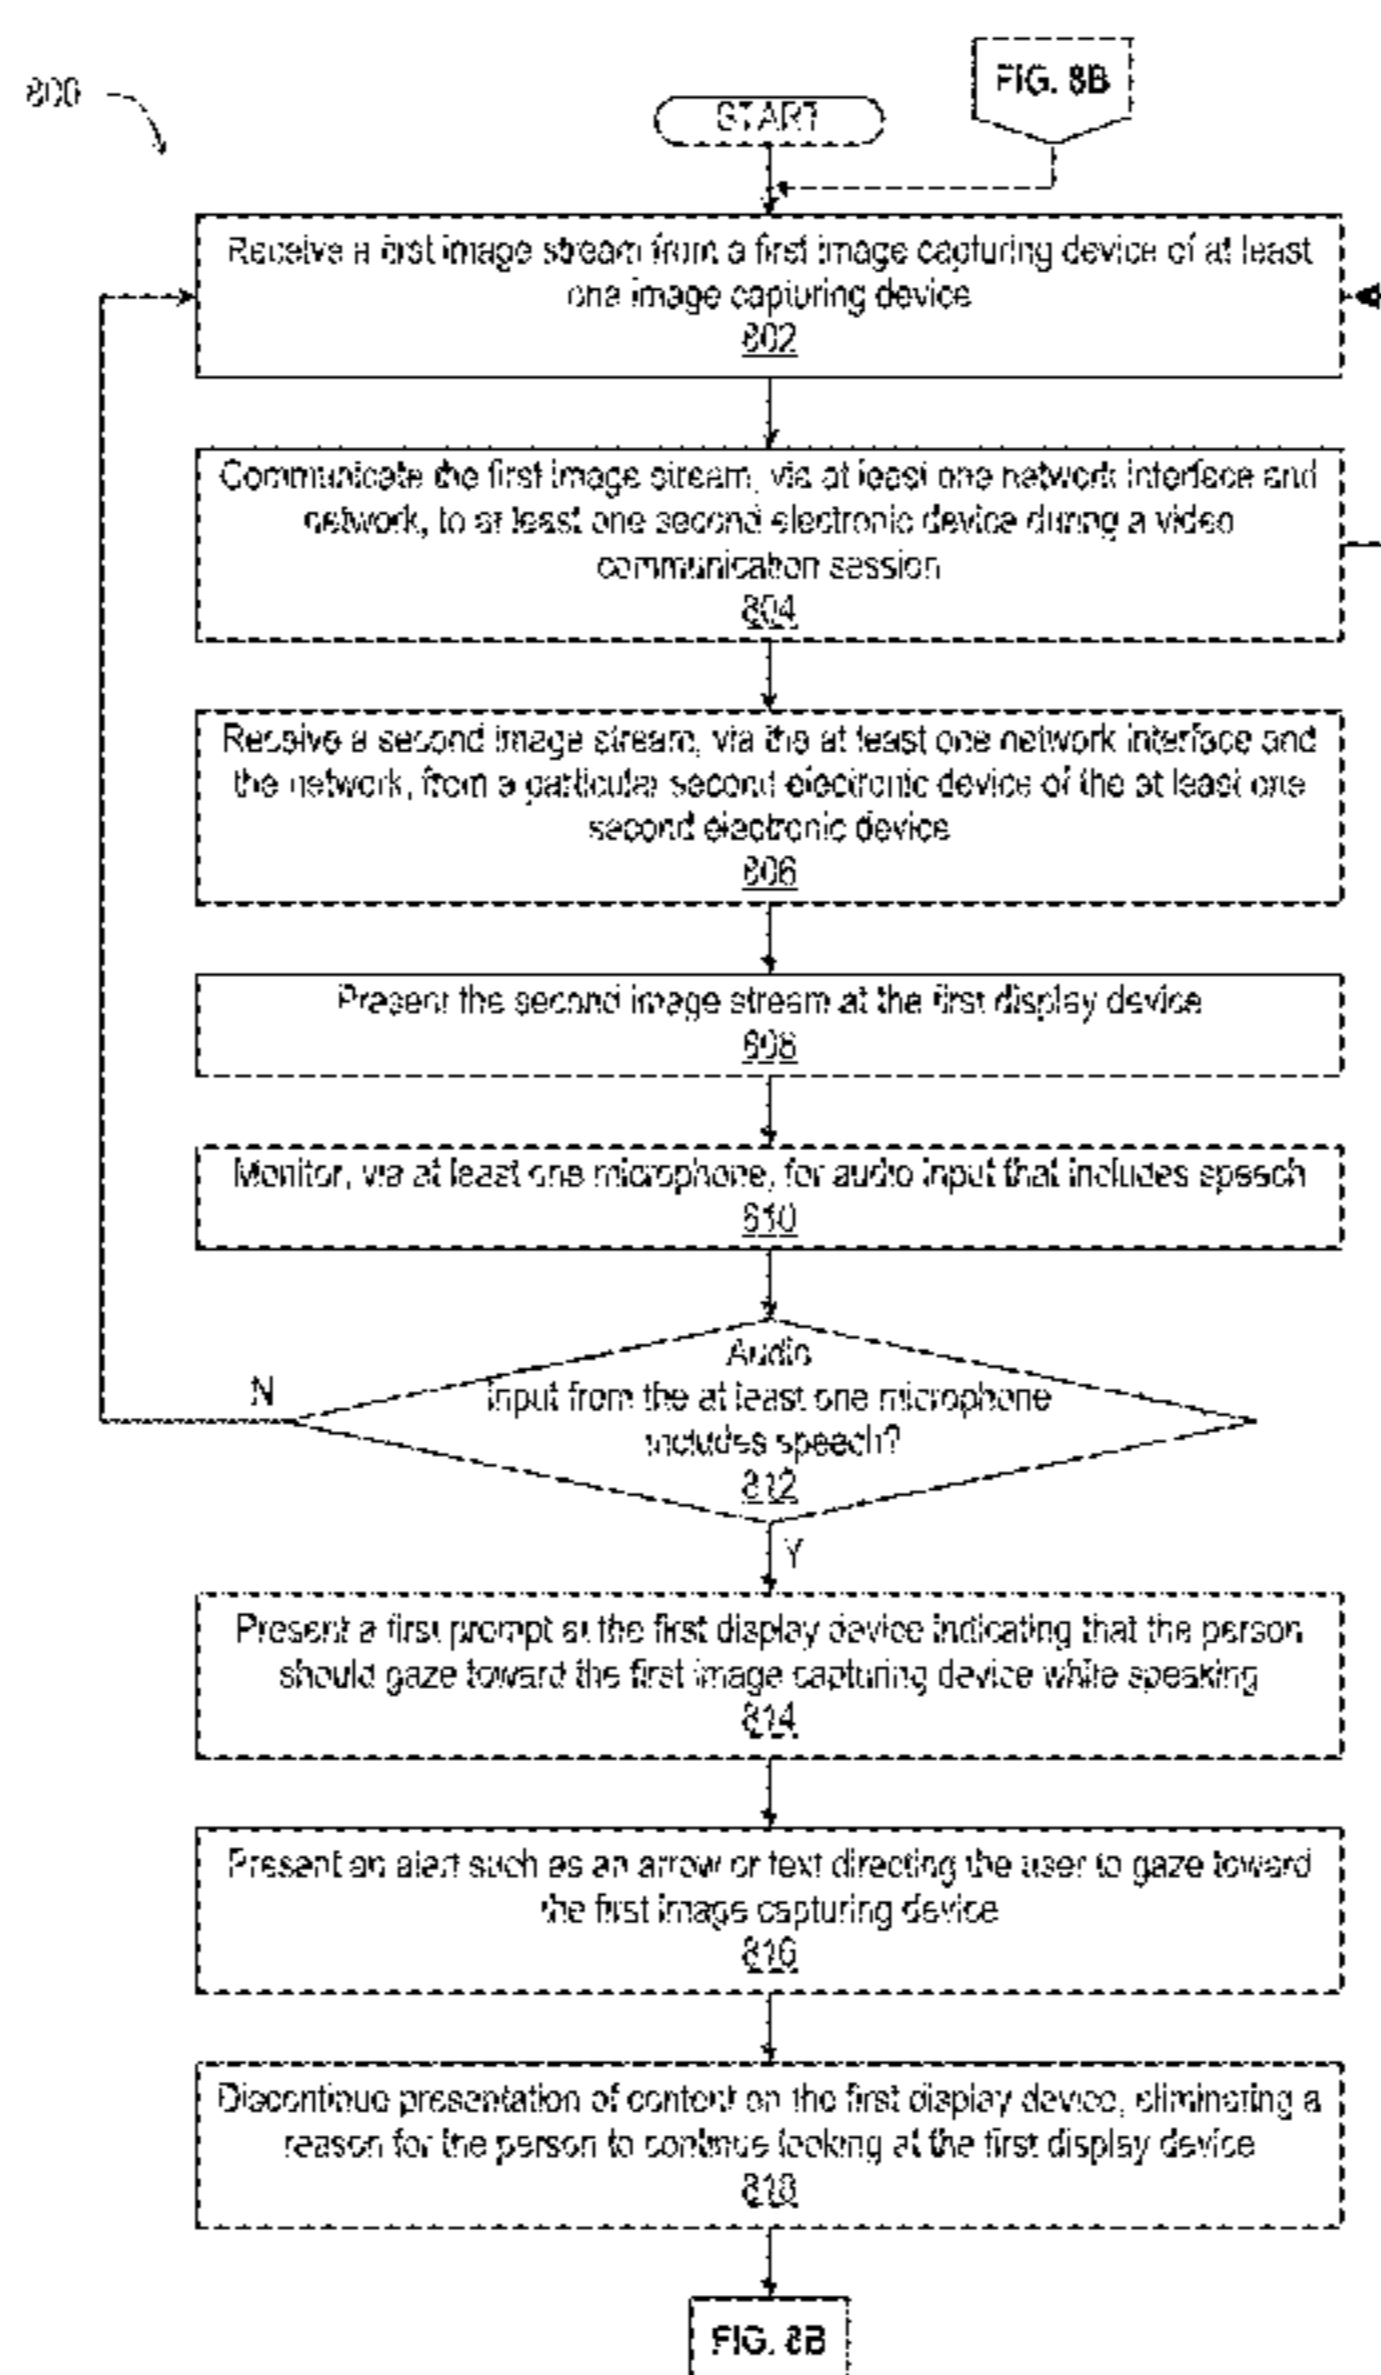 800
START
FIG. 8B
Receive a first image stream from a first image capturing device of at least
one image capturing device
802
Communicate the first image stream, via at least one network interface and
network, to at least one second electronic device during a video
communication session
804
Receive a second image stream, via the at least one network interface and
the network, from a particular second electronic device of the at least one
second electronic device
806
Present the second image stream at the first display device
808
Monitor, via at least one microphone, for audio input that includes speech
810
Audio
input from the at least one microphone
includes speech?
812
N
Y
Present a first prompt at the first display device indicating that the person
should gaze toward the first image capturing device while speaking
814
Present an alert such as an arrow or text directing the user to gaze toward
the first image capturing device
816
Discontinue presentation of content on the first display device, eliminating a
reason for the person to continue looking at the first display device
818
FIG. 8B